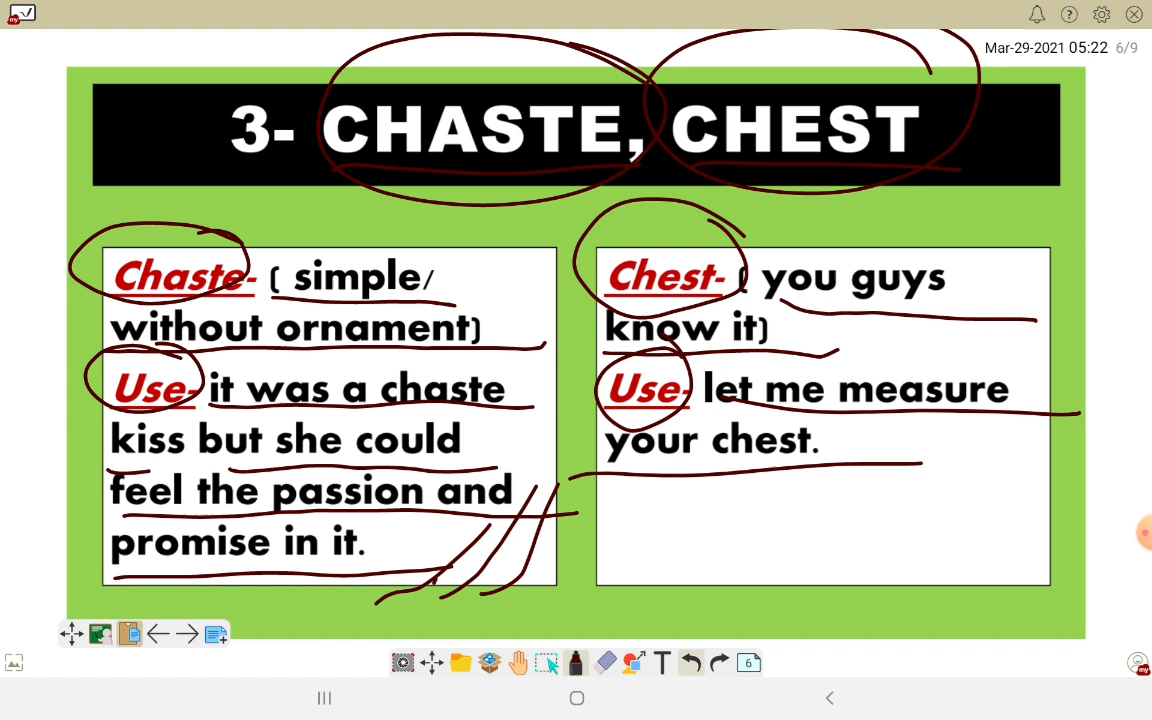 Mar-29-2021 05:22 6/9
3- CHASTE, CHEST
Chaste- ( simple/
without ornament)
Use- it was a chaste
kiss but she could
feel the passion and
promise in it.
Chest- ( you guys
know it)
Use- let me measure
your chest.
T
6